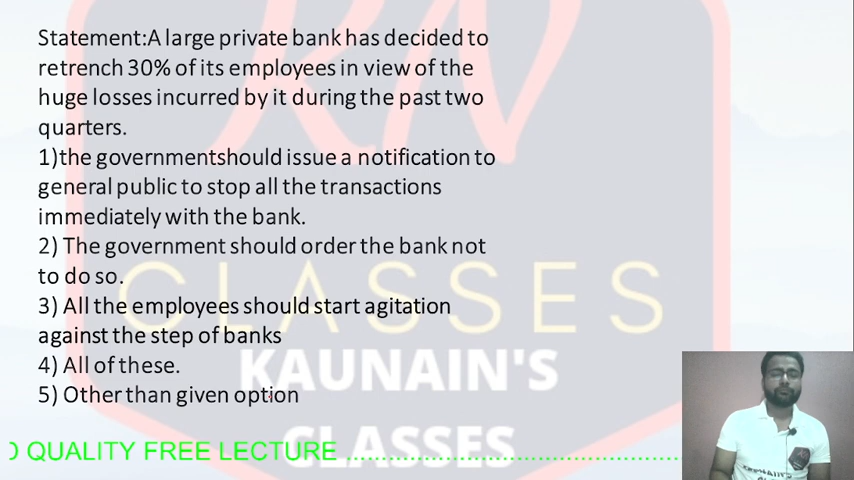 Statement:A large private bank has decided to
retrench 30% of its employees in view of the
huge losses incurred by it during the past two
quarters.
1)the governmentshould issue a notification to
general public to stop all the transactions
immediately with the bank.
2) The government should order the bank not
to do so.
3) All the employees should start agitation
against the step of banks
4) All of these.
5) Other than given option
CLASSES
KAUNAIN'S
CLASSES
QUALITY FREE LECTURE ..................................................